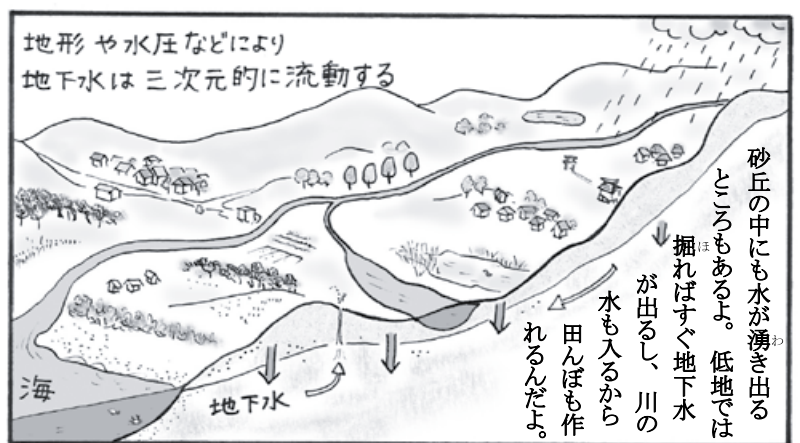 地形や水圧などにより
地下水は三次元的に流動する
砂丘の中にも水が湧き出る
わ
ところもあるよ。低地では
掘ればすぐ地下水
ほ
が出るし、川の
水も入るから
田んぼも作
れるんだよ。
地下水
海